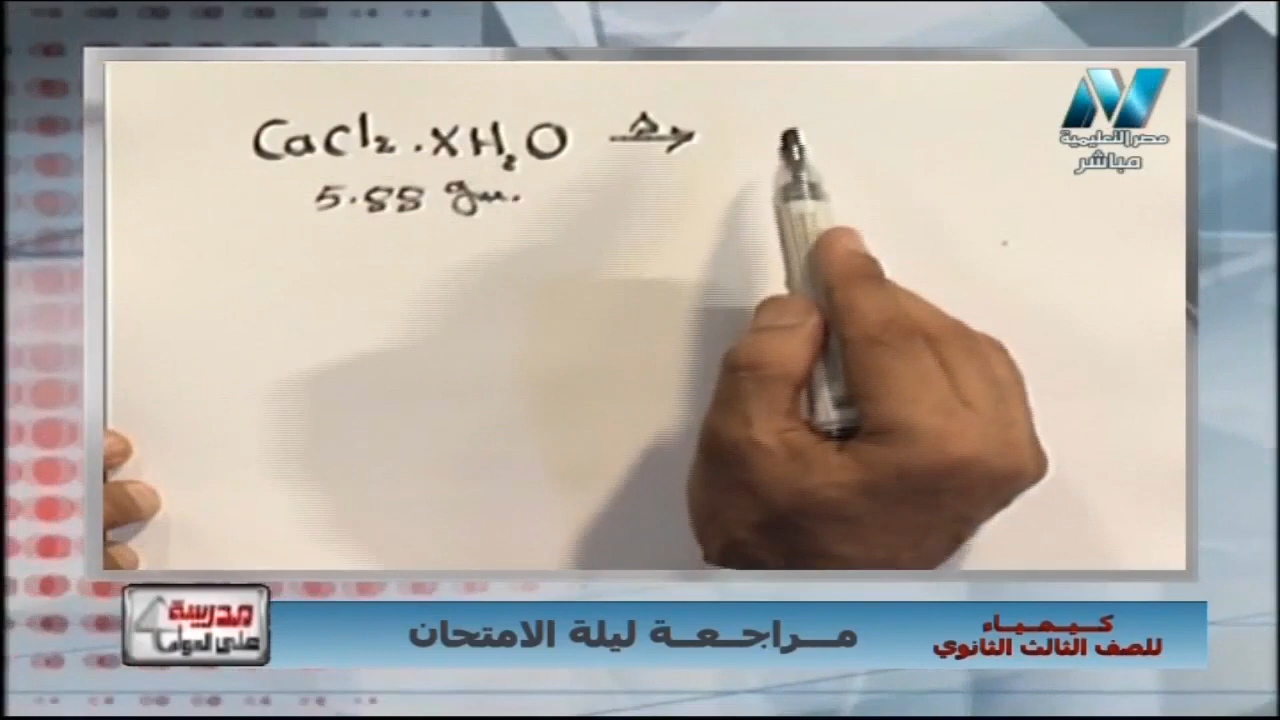 CaCl₂ . XH₂O →Δ
5.88 gm.
مصر التعليمية
مباشر
مدرسة
على الهواء
مراجعة ليلة الامتحان
كيمياء
للصف الثالث الثانوي